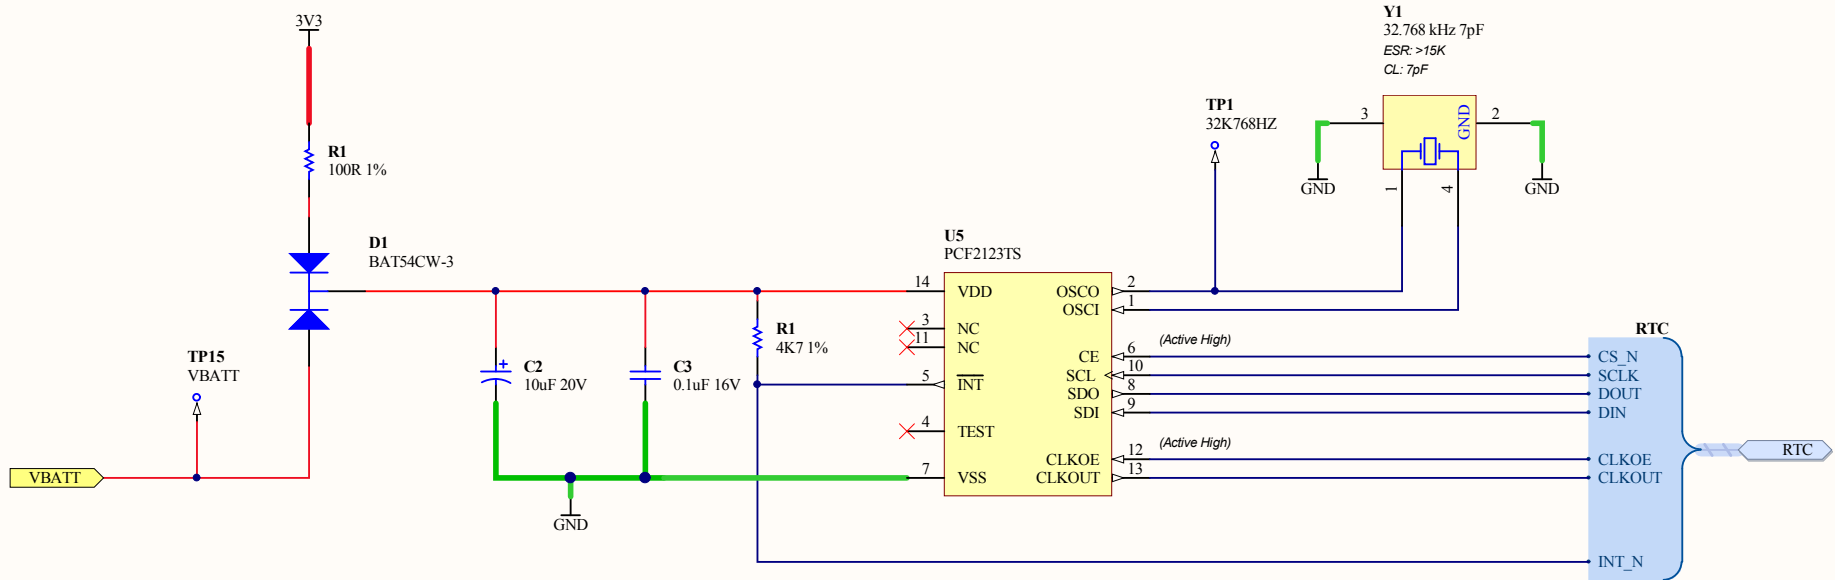 3V3
R1
100R 1%
D1
BAT54CW-3
TP15
VBATT
VBATT
C2
10uF 20V
C3
0.1uF 16V
GND
R1
4K7 1%
U5
PCF2123TS
14
VDD
3
NC
11
NC
5
INT
4
TEST
7
VSS
OSCO
2
OSCI
1
CE
6
SCL
10
SDO
8
SDI
9
CLKOE
12
CLKOUT
13
(Active High)
(Active High)
TP1
32K768HZ
Y1
32.768 kHz 7pF
ESR: >15K
CL: 7pF
3
GND
2
1
4
GND
GND
RTC
CS_N
SCLK
DOUT
DIN
CLKOE
CLKOUT
INT_N
RTC